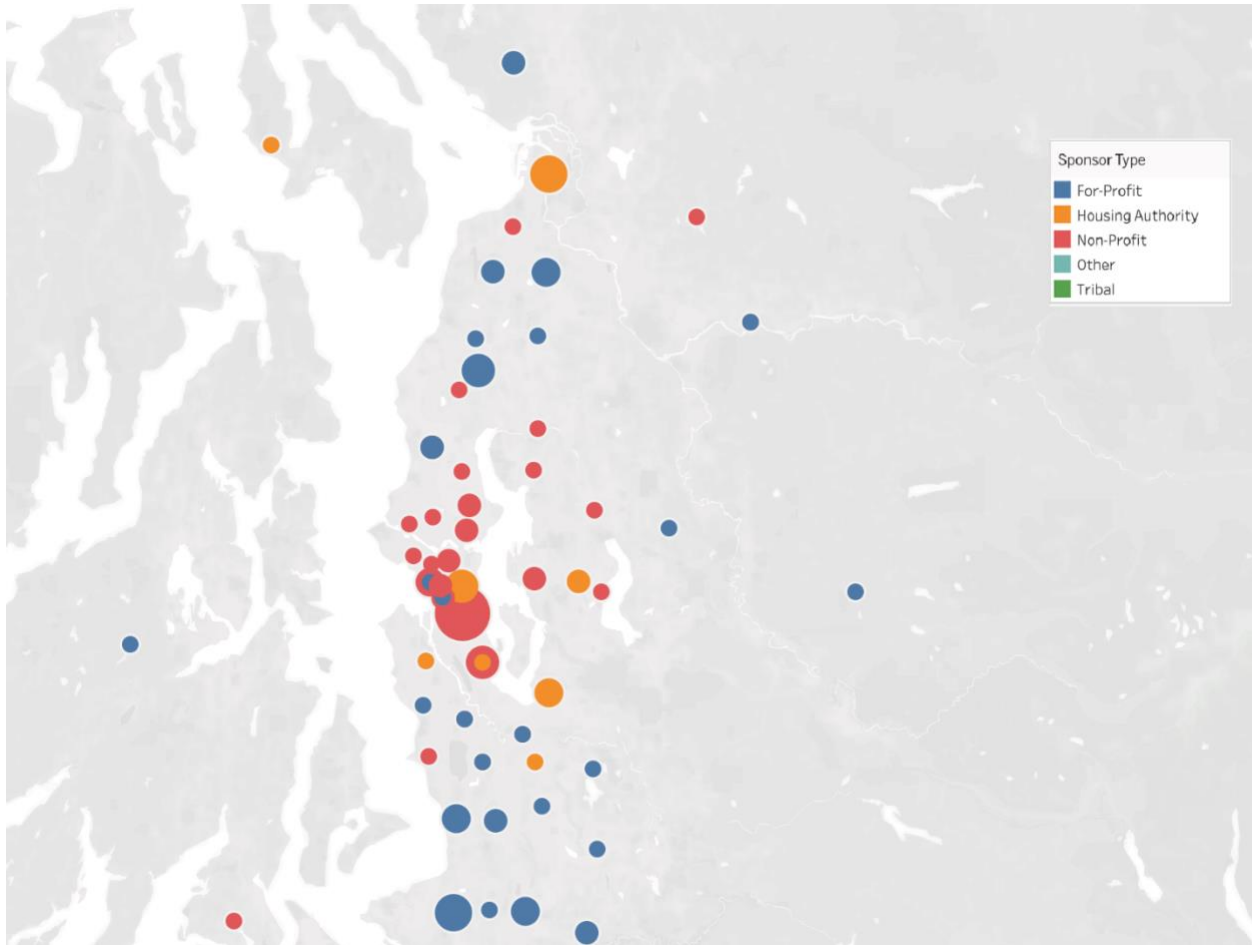 Sponsor Type
For-Profit
Housing Authority
Non-Profit
Other
Tribal